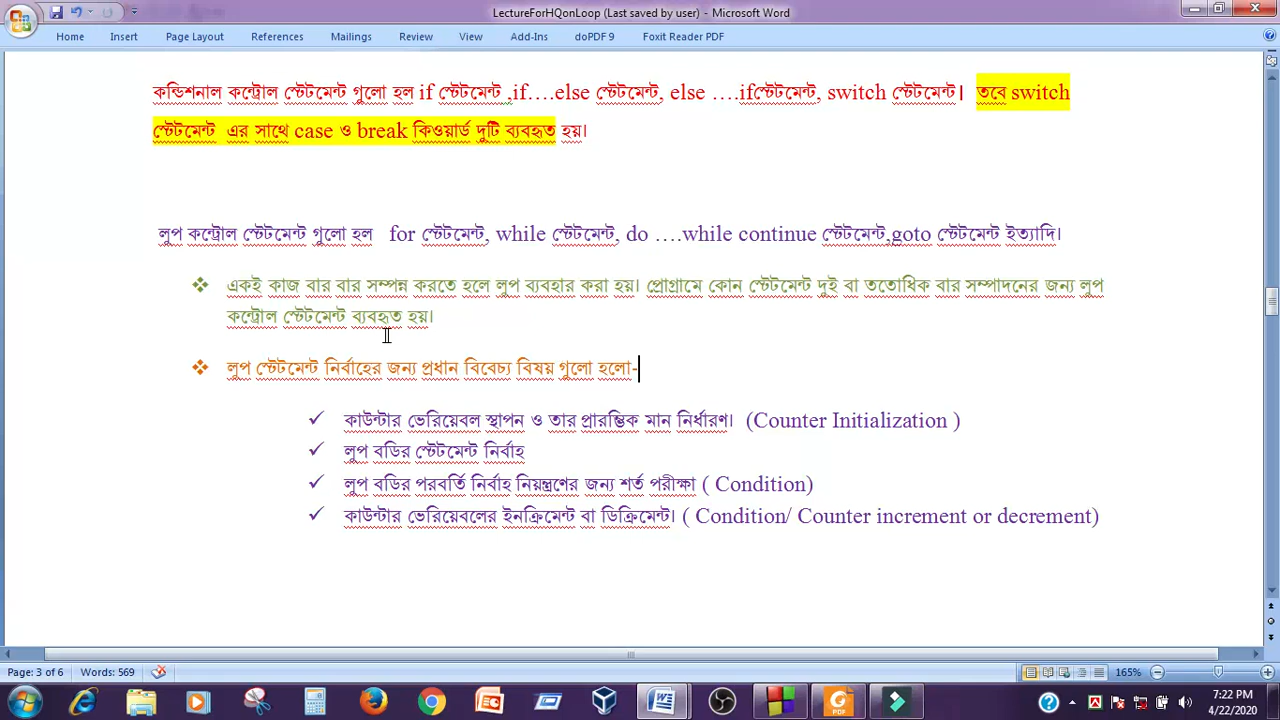 LectureForHQonLoop (Last saved by user) - Microsoft Word
Home Insert Page Layout References Mailings Review View Add-Ins doPDF 9 Foxit Reader PDF
কন্ডিশনাল কন্ট্রোল স্টেটমেন্ট গুলো হল if স্টেটমেন্ট ,if….else স্টেটমেন্ট, else ….ifস্টেটমেন্ট, switch স্টেটমেন্ট। তবে switch
স্টেটমেন্ট এর সাথে case ও break কিওয়ার্ড দুটি ব্যবহৃত হয়।
লুপ কন্ট্রোল স্টেটমেন্ট গুলো হল for স্টেটমেন্ট, while স্টেটমেন্ট, do ….while continue স্টেটমেন্ট,goto স্টেটমেন্ট ইত্যাদি।
❖ একই কাজ বার বার সম্পন্ন করতে হলে লুপ ব্যবহার করা হয়। প্রোগ্রামে কোন স্টেটমেন্ট দুই বা ততোধিক বার সম্পাদনের জন্য লুপ
কন্ট্রোল স্টেটমেন্ট ব্যবহৃত হয়।
❖ লুপ স্টেটমেন্ট নির্বাহের জন্য প্রধান বিবেচ্য বিষয় গুলো হলো-
✓ কাউন্টার ভেরিয়েবল স্থাপন ও তার প্রারম্ভিক মান নির্ধারণ। (Counter Initialization )
✓ লুপ বডির স্টেটমেন্ট নির্বাহ
✓ লুপ বডির পরবর্তি নির্বাহ নিয়ন্ত্রণের জন্য শর্ত পরীক্ষা ( Condition)
✓ কাউন্টার ভেরিয়েবলের ইনক্রিমেন্ট বা ডিক্রিমেন্ট। ( Condition/ Counter increment or decrement)
Page: 3 of 6 Words: 569 165%
7:22 PM
4/22/2020